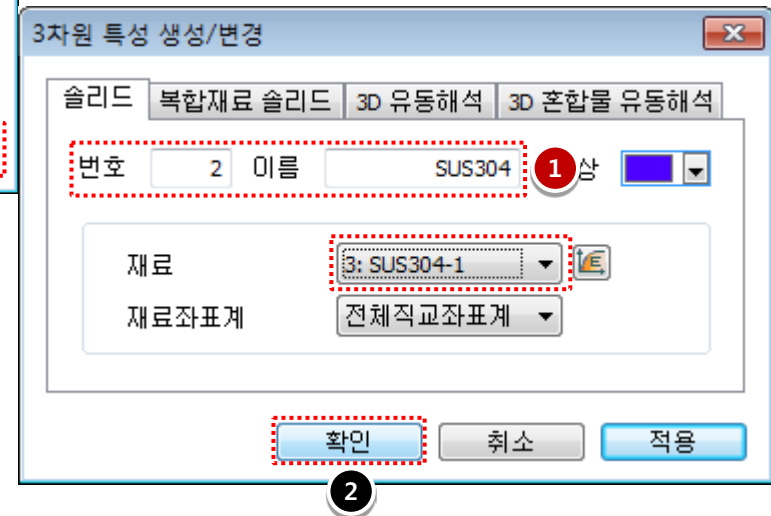 3차원 특성 생성/변경
솔리드 복합재료 솔리드 3D 유동해석 3D 혼합물 유동해석
번호 2 이름 SUS304 1 상
재료 3: SUS304-1
재료좌표계 전체직교좌표계
확인 취소 적용
2